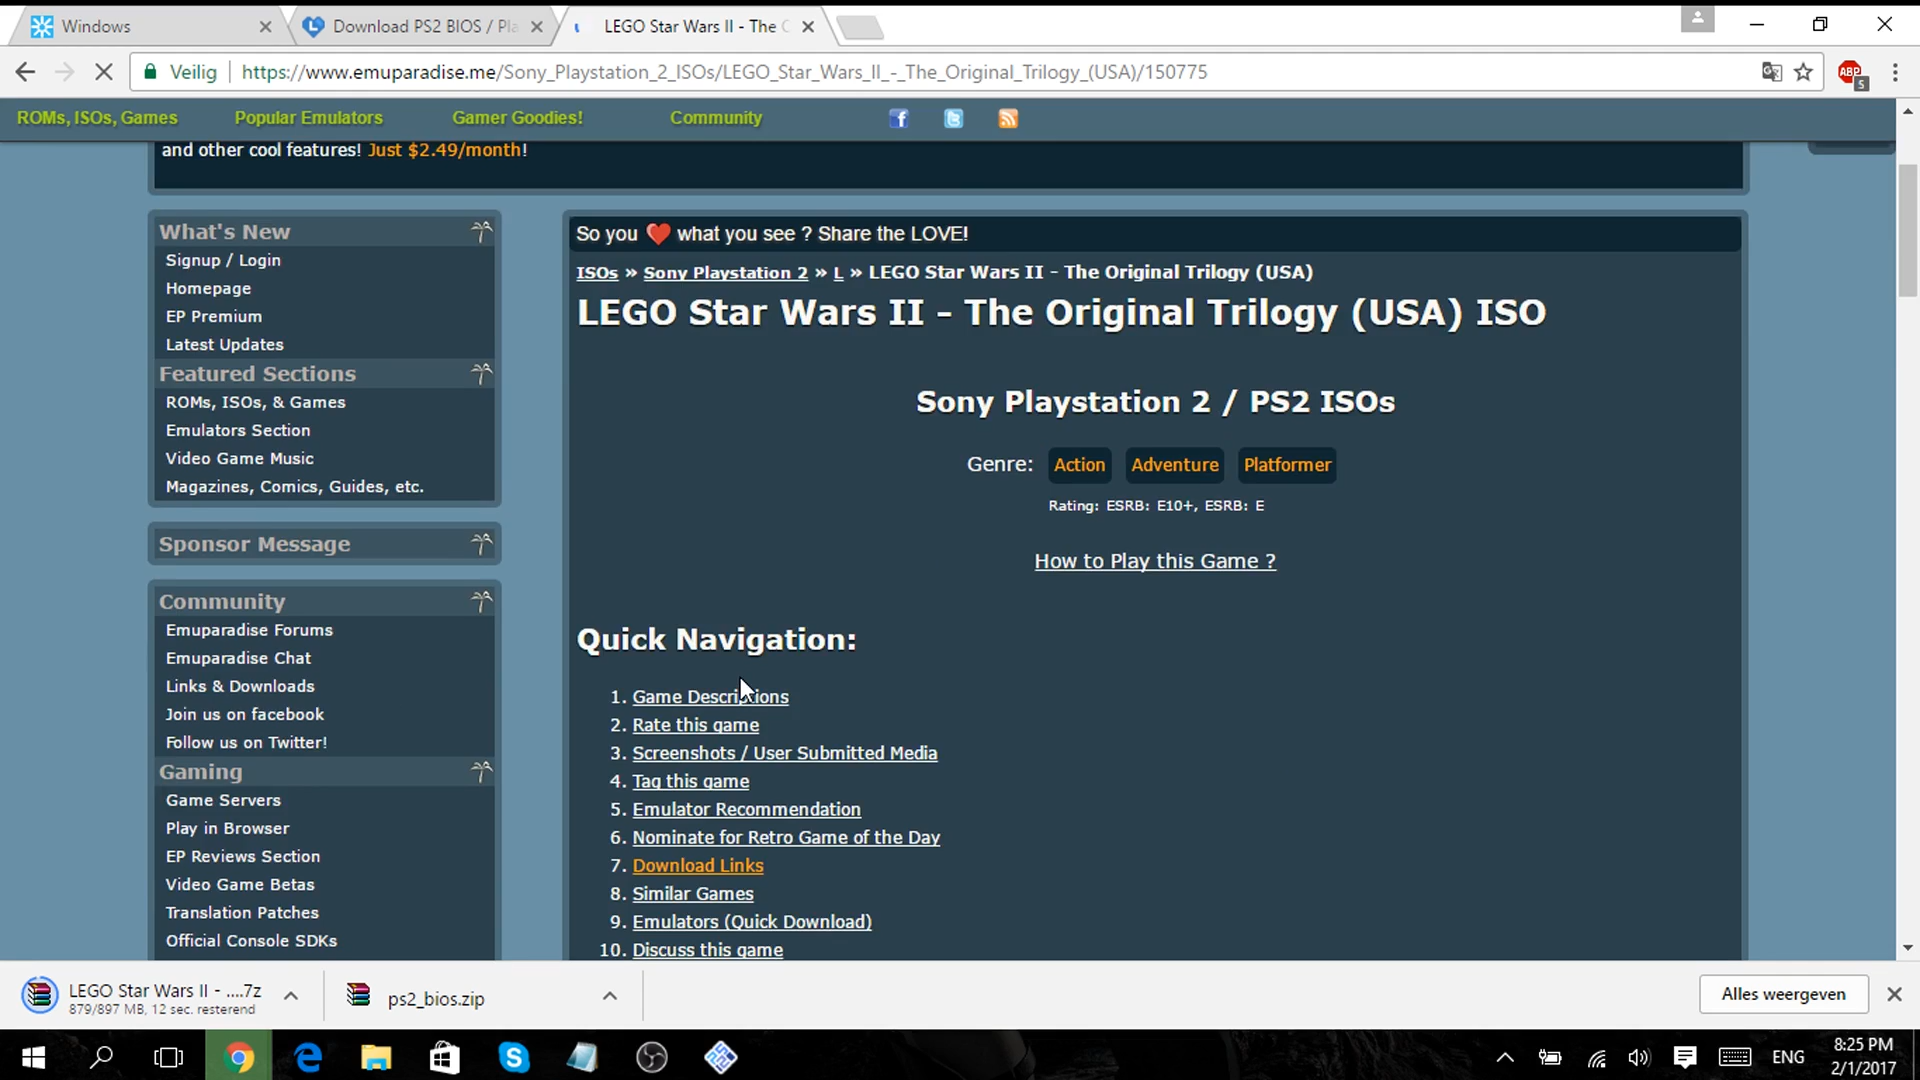 Windows
Download PS2 BIOS / Pla
LEGO Star Wars II - The O
Veilig
https://www.emuparadise.me/Sony_Playstation_2_ISOs/LEGO_Star_Wars_II_-_The_Original_Trilogy_(USA)/150775
ABP
5
ROMs, ISOs, Games
Popular Emulators
Gamer Goodies!
Community
and other cool features! Just $2.49/month!
What's New
Signup / Login
Homepage
EP Premium
Latest Updates
Featured Sections
ROMs, ISOs, & Games
Emulators Section
Video Game Music
Magazines, Comics, Guides, etc.
Sponsor Message
Community
Emuparadise Forums
Emuparadise Chat
Links & Downloads
Join us on facebook
Follow us on Twitter!
Gaming
Game Servers
Play in Browser
EP Reviews Section
Video Game Betas
Translation Patches
Official Console SDKs
So you ❤ what you see ? Share the LOVE!
ISOs » Sony Playstation 2 » L » LEGO Star Wars II - The Original Trilogy (USA)
LEGO Star Wars II - The Original Trilogy (USA) ISO
Sony Playstation 2 / PS2 ISOs
Genre: Action Adventure Platformer
Rating: ESRB: E10+, ESRB: E
How to Play this Game ?
Quick Navigation:
1. Game Descriptions
2. Rate this game
3. Screenshots / User Submitted Media
4. Tag this game
5. Emulator Recommendation
6. Nominate for Retro Game of the Day
7. Download Links
8. Similar Games
9. Emulators (Quick Download)
10. Discuss this game
LEGO Star Wars II - ....7z
879/897 MB, 12 sec. resterend
ps2_bios.zip
Alles weergeven
ENG
8:25 PM
2/1/2017